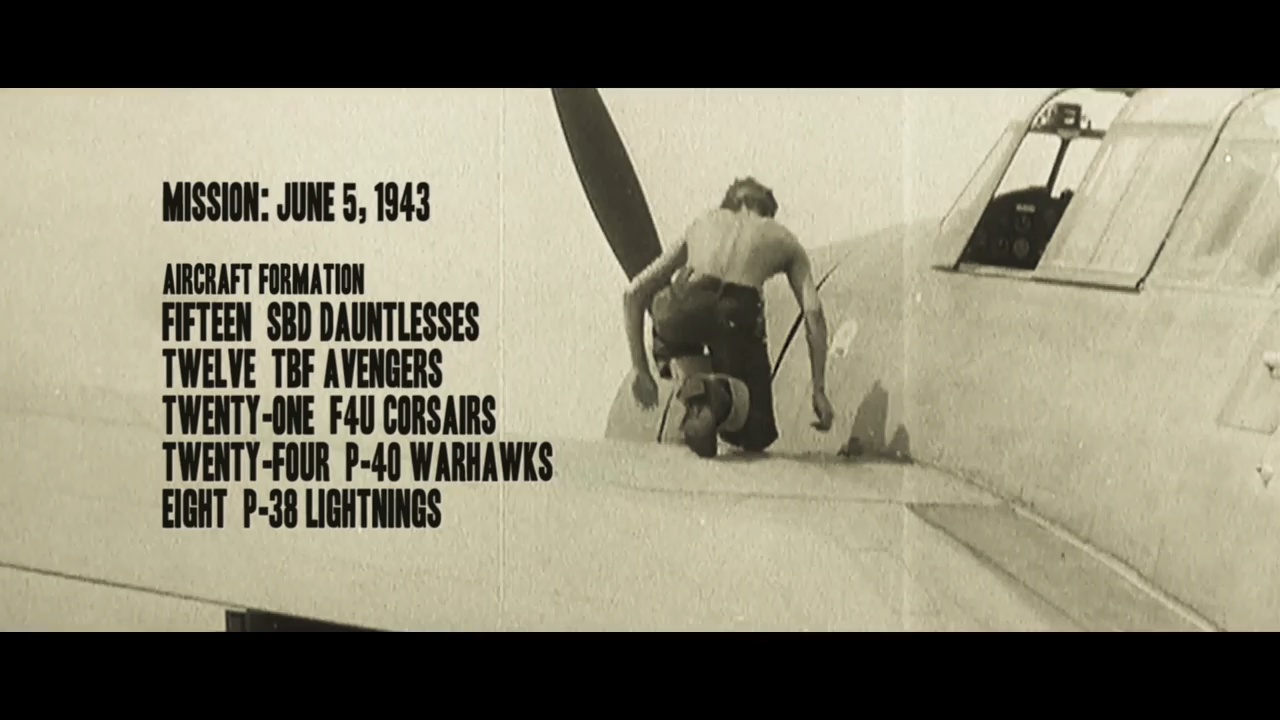 MISSION: JUNE 5, 1943
AIRCRAFT FORMATION
FIFTEEN SBD DAUNTLESSES
TWELVE TBF AVENGERS
TWENTY-ONE F4U CORSAIRS
TWENTY-FOUR P-40 WARHAWKS
EIGHT P-38 LIGHTNINGS